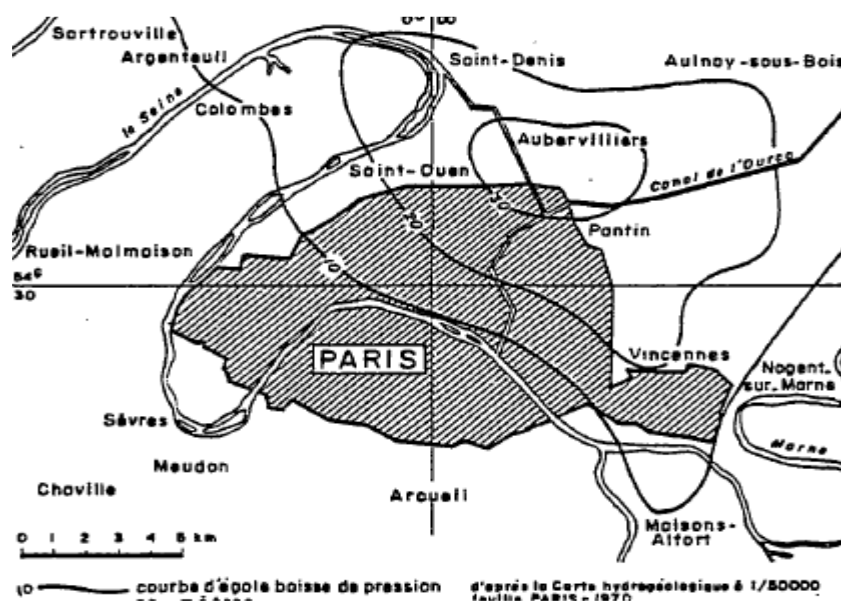 Sartrouville
Argenteuil
Saint-Denis
Aulnay-sous-Bois
la Seine
Colombes
Aubervilliers
Saint-Ouen
Canal de l'Ourcq
Pantin
Rueil-Malmaison
20
30
10
54G
30
PARIS
Vincennes
Nogent-
sur-Marne
Sèvres
Marne
Meudon
Chaville
Arcueil
Maisons-
Alfort
0 1 2 3 4 5 km
10 courbe d'égale baisse de pression
d'après la Carte hydrogéologique à 1/50000
feuille PARIS - 1970